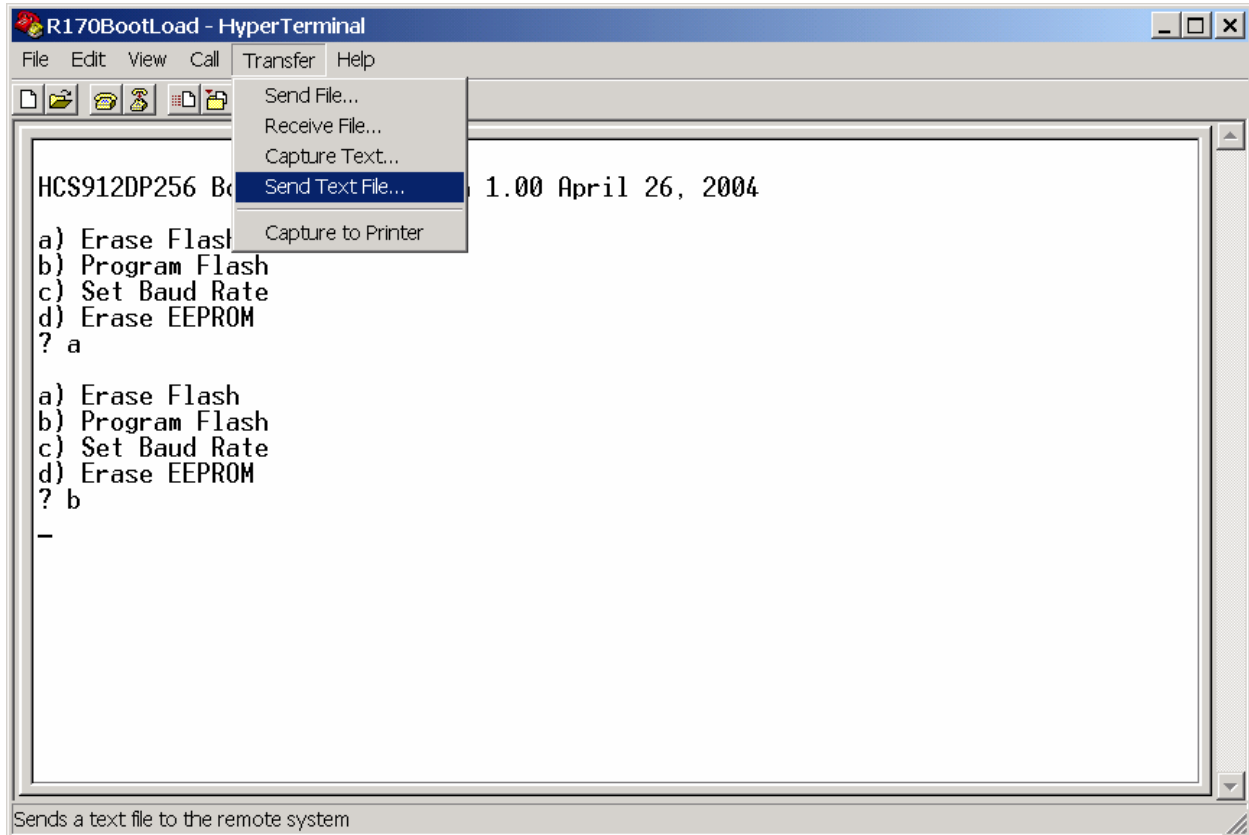 R170BootLoad - HyperTerminal
File Edit View Call Transfer Help
Send File...
Receive File...
Capture Text...
Send Text File...
Capture to Printer
HCS912DP256 1.00 April 26, 2004
a) Erase Flash
b) Program Flash
c) Set Baud Rate
d) Erase EEPROM
? a
a) Erase Flash
b) Program Flash
c) Set Baud Rate
d) Erase EEPROM
? b
Sends a text file to the remote system